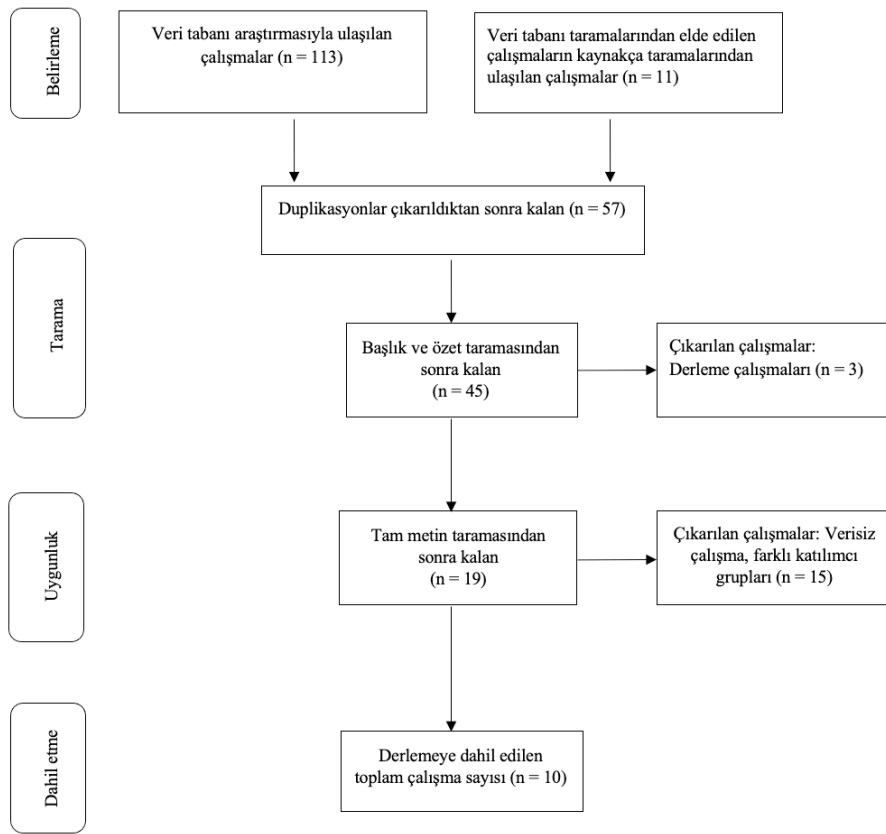 Belirleme
Veri tabanı araştırmasıyla ulaşılan
çalışmalar (n = 113)
Veri tabanı taramalarından elde edilen
çalışmaların kaynakça taramalarından
ulaşılan çalışmalar (n = 11)
Duplikasyonlar çıkarıldıktan sonra kalan (n = 57)
Tarama
Başlık ve özet taramasından
sonra kalan
(n = 45)
Çıkarılan çalışmalar:
Derleme çalışmaları (n = 3)
Uygunluk
Tam metin taramasından
sonra kalan
(n = 19)
Çıkarılan çalışmalar: Verisiz
çalışma, farklı katılımcı
grupları (n = 15)
Dahil etme
Derlemeye dahil edilen
toplam çalışma sayısı (n = 10)